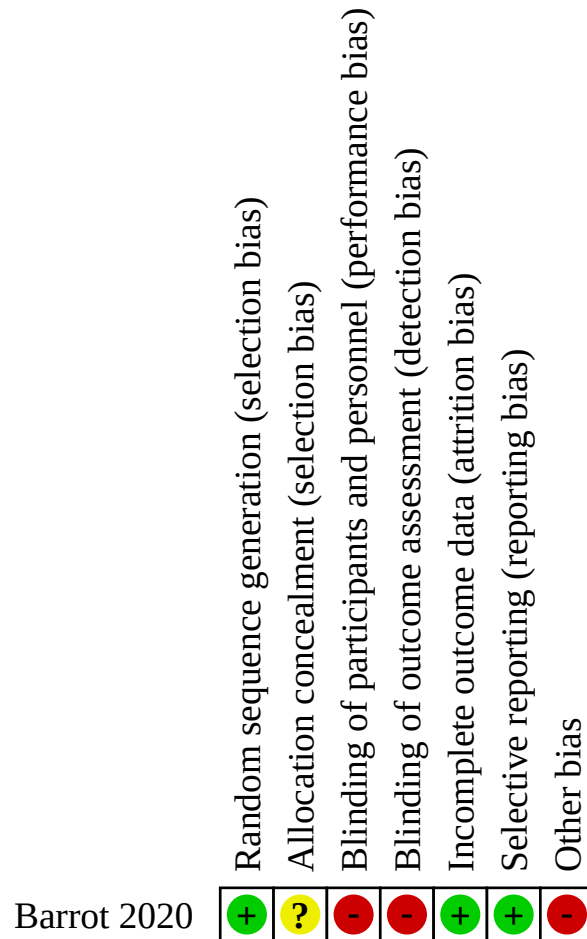 Random sequence generation (selection bias)
Allocation concealment (selection bias)
Blinding of participants and personnel (performance bias)
Blinding of outcome assessment (detection bias)
Incomplete outcome data (attrition bias)
Selective reporting (reporting bias)
Other bias
Barrot 2020 + ? - - + + -